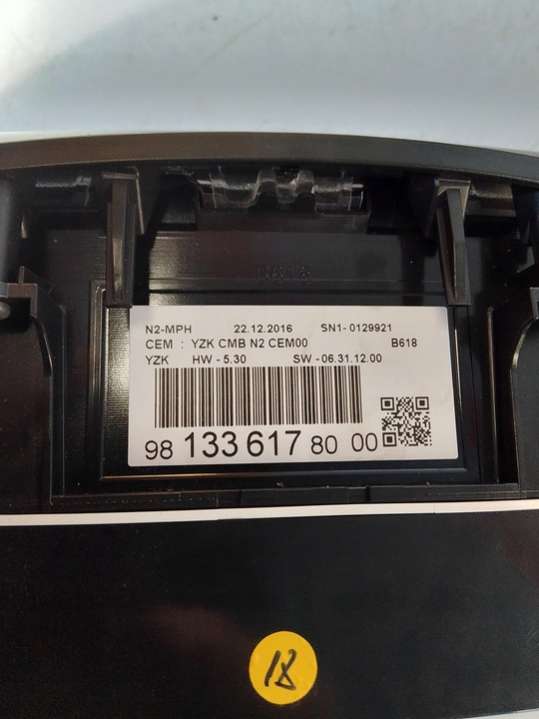 N2-MPH 22.12.2016 SN1- 0129921
CEM : YZK CMB N2 CEM00 B618
YZK HW - 5.30 SW - 06.31.12.00
98 133 617 80 00
18